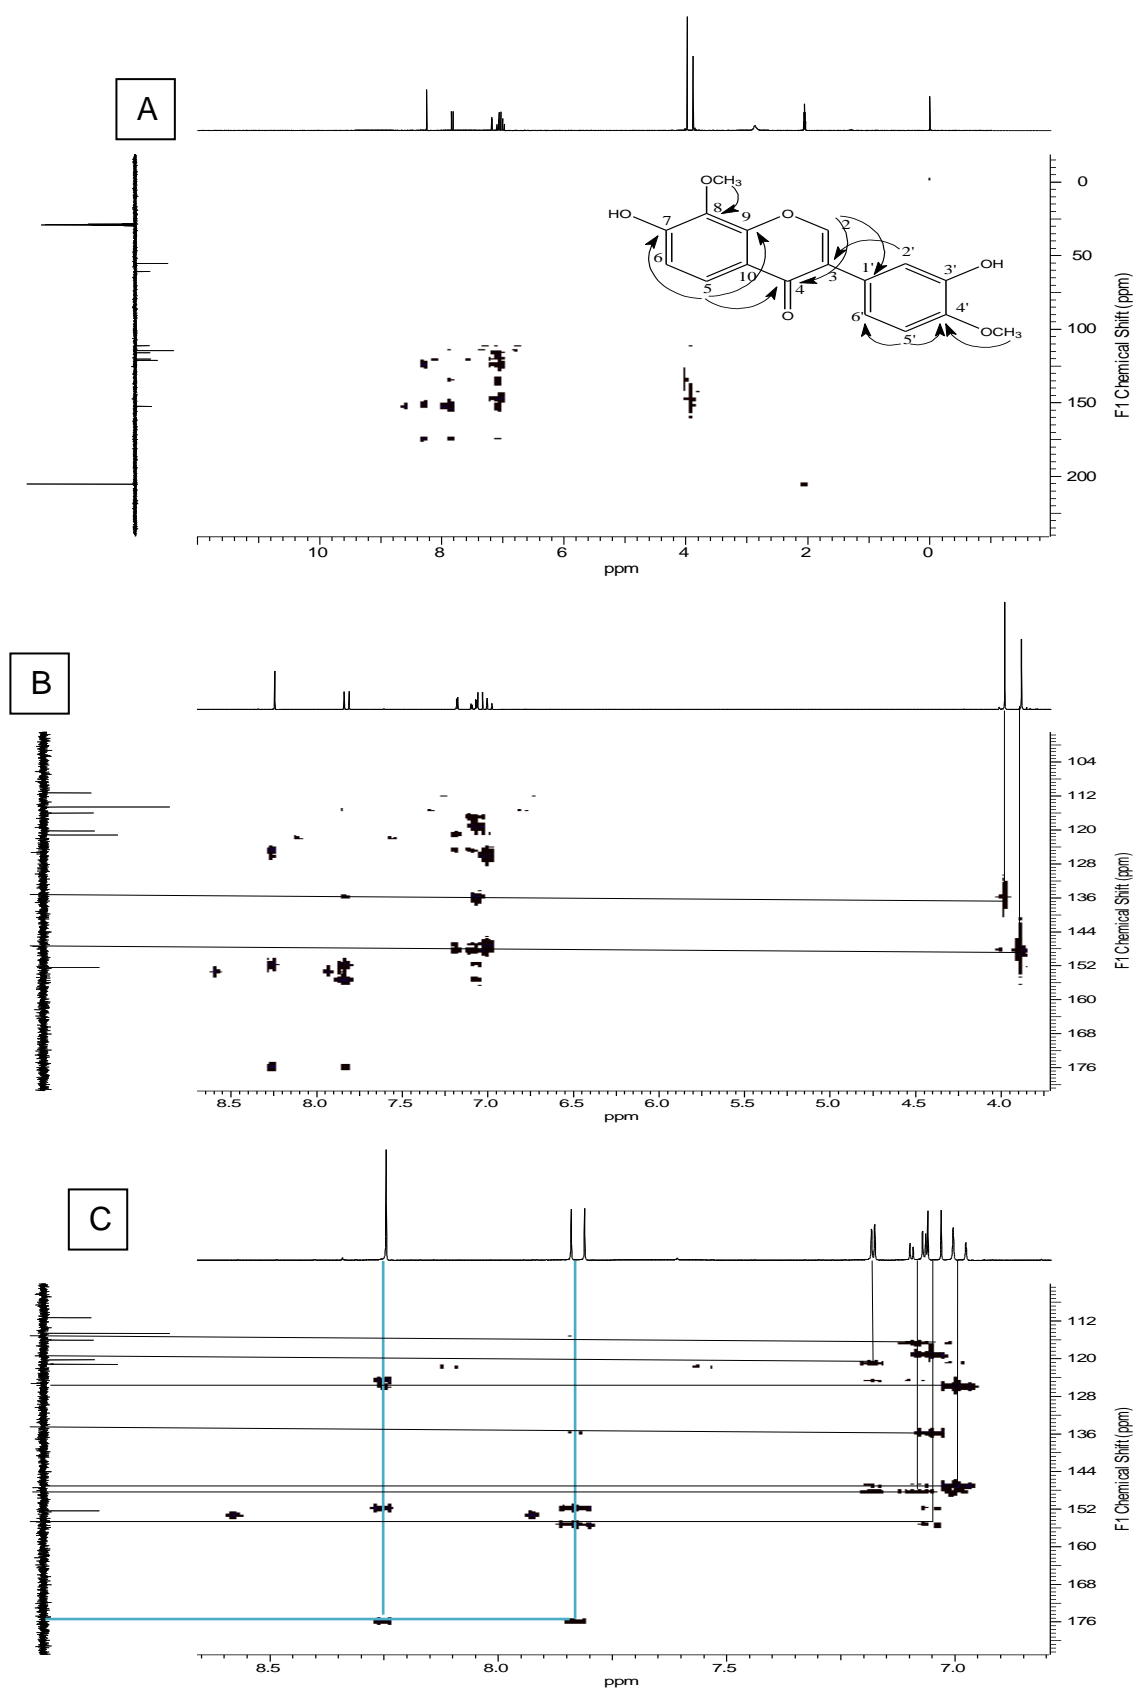 A
0
50
100
150
200
F1 Chemical Shift (ppm)
OCH3
HO
7
8
9
O
2
6
5
10
4
3
O
1'
2'
3'
OH
4'
OCH3
5'
6'
10 8 6 4 2 0
ppm
B
104
112
120
128
136
144
152
160
168
176
F1 Chemical Shift (ppm)
8.5 8.0 7.5 7.0 6.5 6.0 5.5 5.0 4.5 4.0
ppm
C
112
120
128
136
144
152
160
168
176
F1 Chemical Shift (ppm)
8.5 8.0 7.5 7.0
ppm